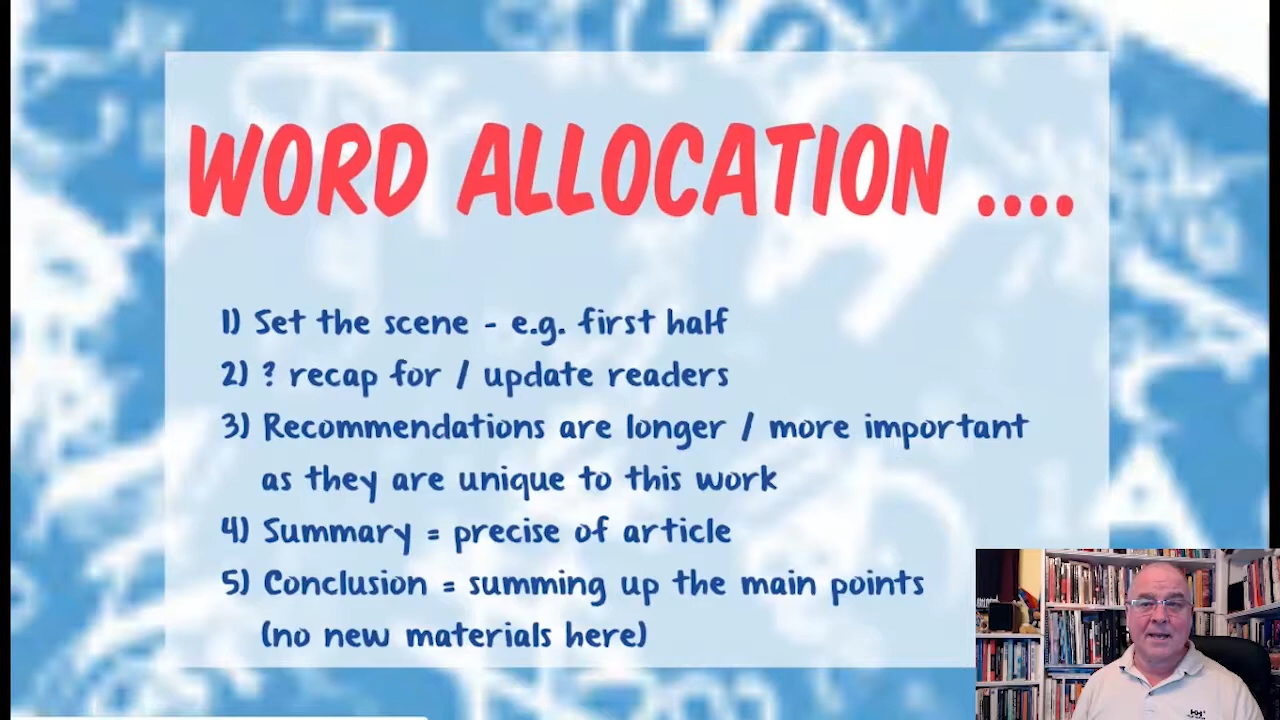 WORD ALLOCATION ....
1) Set the scene - e.g. first half
2) ? recap for / update readers
3) Recommendations are longer / more important
as they are unique to this work
4) Summary = precise of article
5) Conclusion = summing up the main points
(no new materials here)